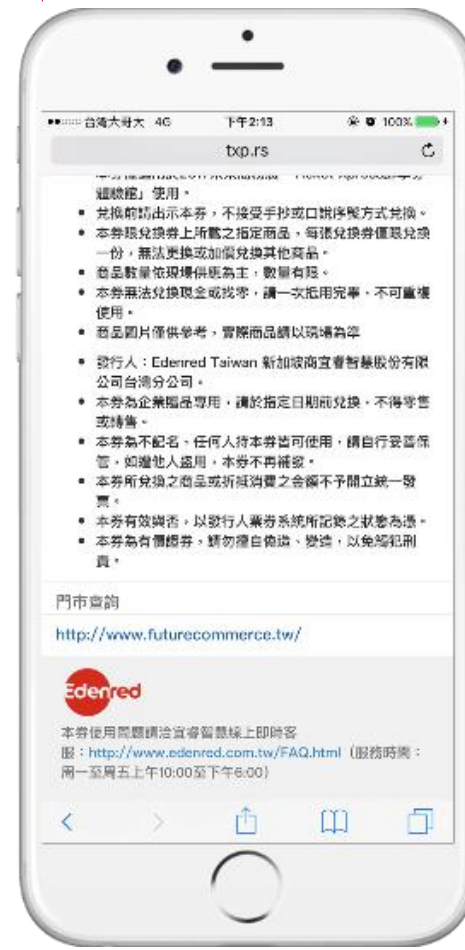 台灣大哥大 4G 下午2:13 100%
txp.rs
體驗館」使用。
兌換前請出示本券，不接受手抄或口說序號方式兌換。
本券限兌換券上所載之指定商品，每張兌換券僅限兌換
一份，無法更換或加價兌換其他
商品。
商品數量依現場供應為主，數量
有限。
本券無法兌換現金或找零，請一次抵用完畢，不可重複
使用。
商品圖片僅供參考，實際商品請以現場為準
發行人：Edenred Taiwan 新加坡商宜睿智慧股份有限
公司台灣分公司。
本券為企業贈品專用，請於指定日期前兌換，不得零售
或轉售。
本券為不記名，任何人持本券皆可使用，請自行妥善保
管，如遭他人盜用，本券不再補發。
本券所兌換之商品或折抵消費之金額不予開立統一發
票。
本券有效與否，以發行人票券系統所記錄之狀態為憑。
本券為有價證券，請勿擅自偽造、變造，以免觸犯刑
責。
門市查詢
http://www.futurecommerce.tw/
Edenred
本券使用問題請洽宜睿智慧線上即時客
服：http://www.edenred.com.tw/FAQ.html（服務時間：
周一至周五上午10:00至下午6:00）